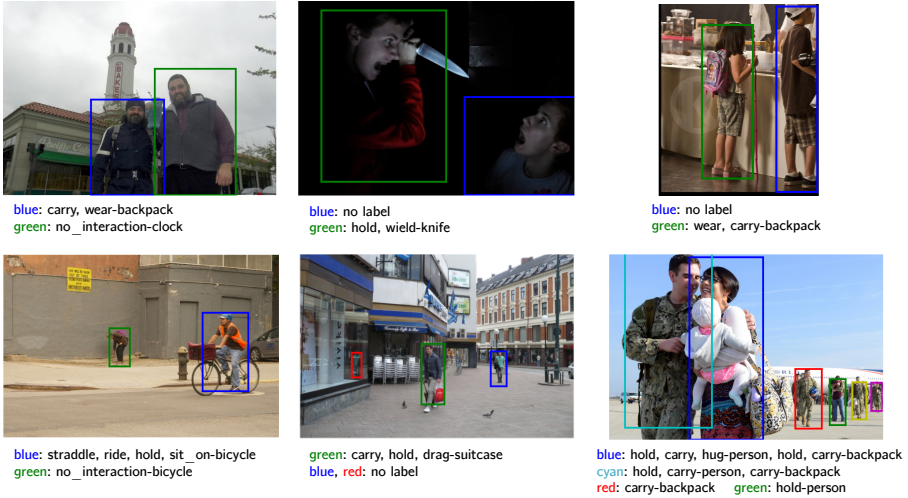 BAKE
blue: carry, wear-backpack
green: no_interaction-clock
blue: no label
green: hold, wield-knife
blue: no label
green: wear, carry-backpack
blue: straddle, ride, hold, sit_on-bicycle
green: no_interaction-bicycle
green: carry, hold, drag-suitcase
blue, red: no label
blue: hold, carry, hug-person, hold, carry-backpack
cyan: hold, carry-person, carry-backpack
red: carry-backpack green: hold-person